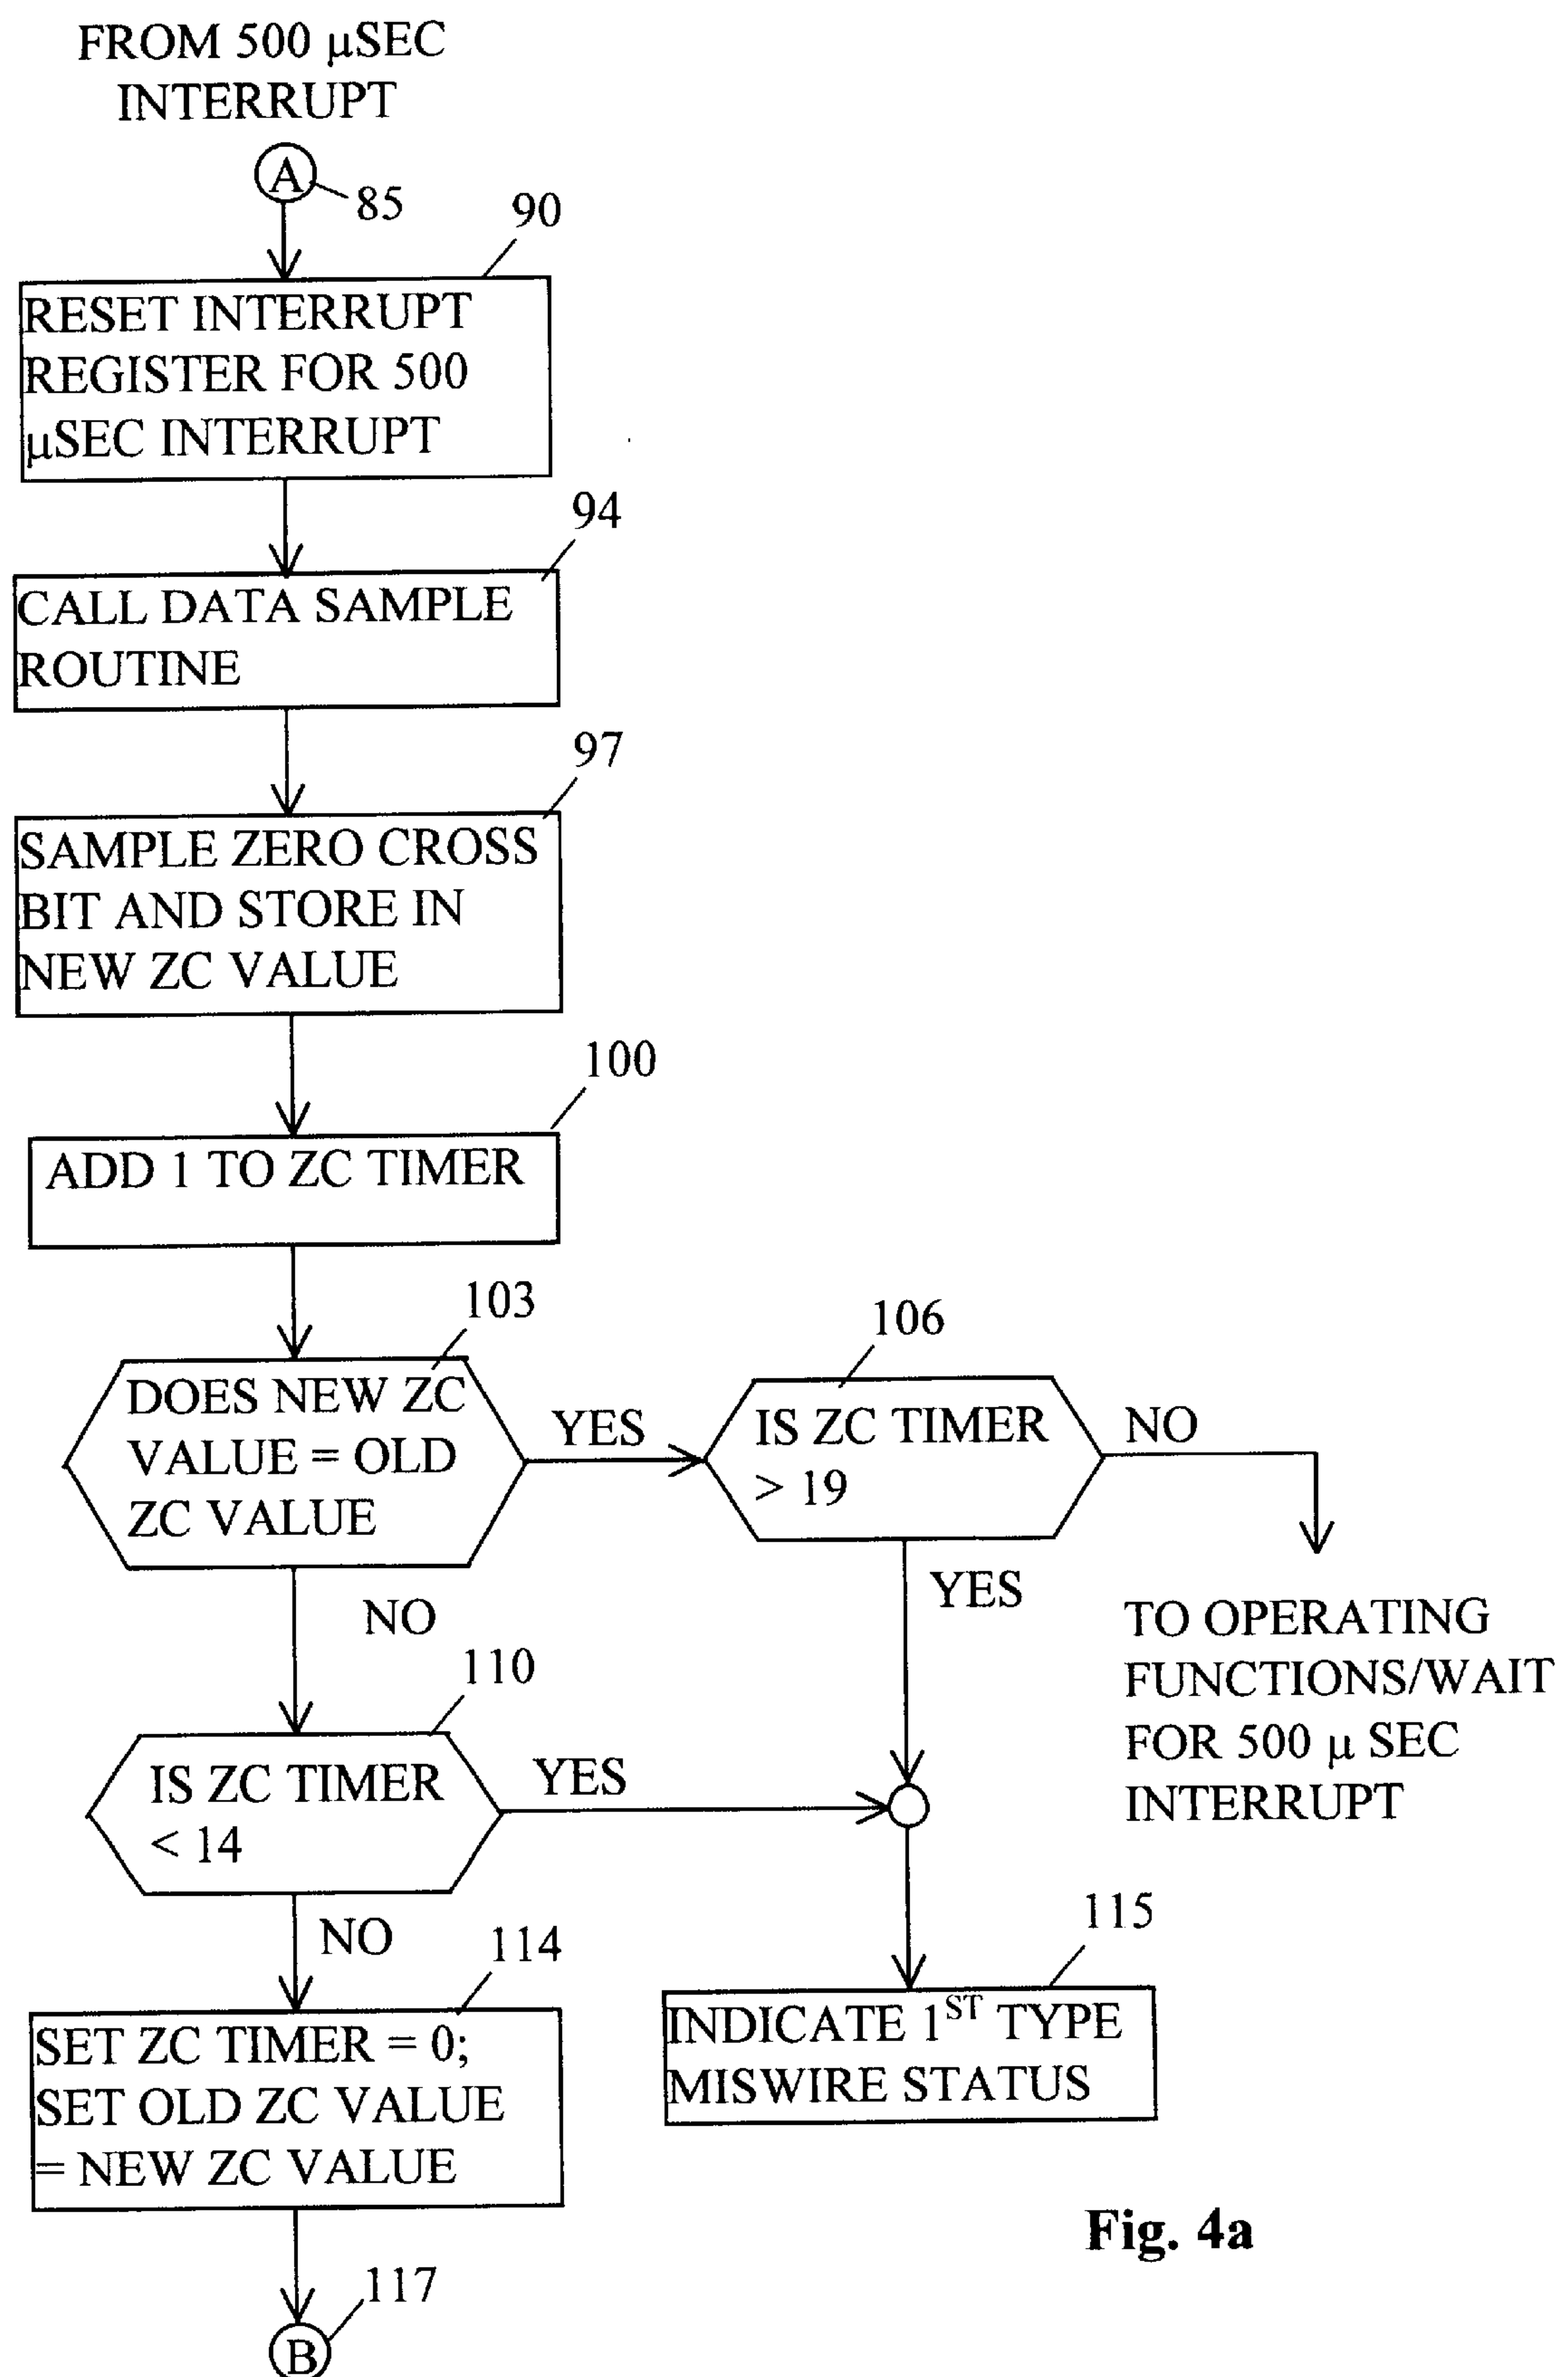 FROM 500 µSEC
INTERRUPT
A
85
90
RESET INTERRUPT
REGISTER FOR 500
µSEC INTERRUPT
94
CALL DATA SAMPLE
ROUTINE
97
SAMPLE ZERO CROSS
BIT AND STORE IN
NEW ZC VALUE
100
ADD 1 TO ZC TIMER
103
DOES NEW ZC
VALUE = OLD
ZC VALUE
YES
106
IS ZC TIMER
> 19
NO
YES
TO OPERATING
FUNCTIONS/WAIT
FOR 500 µ SEC
INTERRUPT
NO
110
IS ZC TIMER
< 14
YES
NO
114
SET ZC TIMER = 0;
SET OLD ZC VALUE
= NEW ZC VALUE
115
INDICATE 1ST TYPE
MISWIRE STATUS
117
B
Fig. 4a